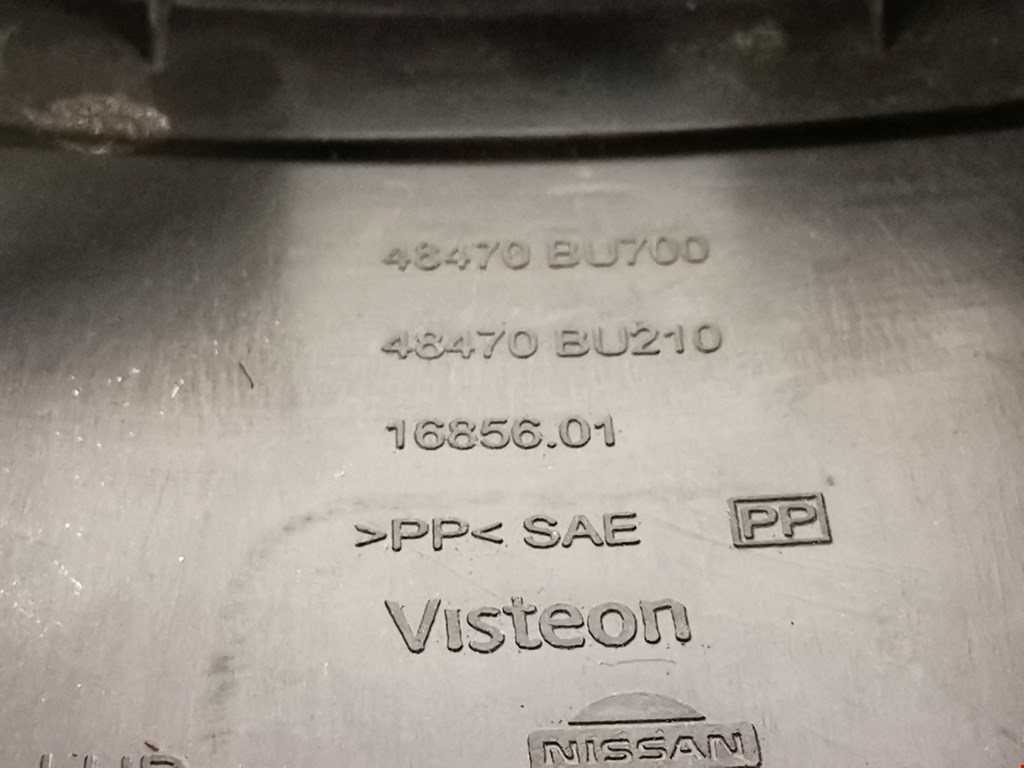 48470 BU700
48470 BU210
16856.01
>PP< SAE PP
Visteon
NISSAN